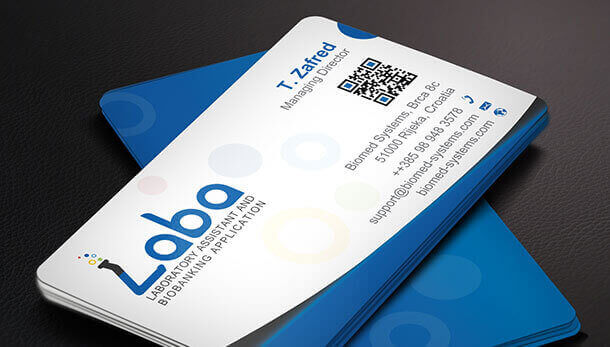 T. Zafred
Managing Director
Biomed Systems, Brca 8c
51000 Rijeka, Croatia
++385 98 948 3578
support@biomed-systems.com
biomed-systems.com
Laba
LABORATORY ASSISTANT AND
BIOBANKING APPLICATION